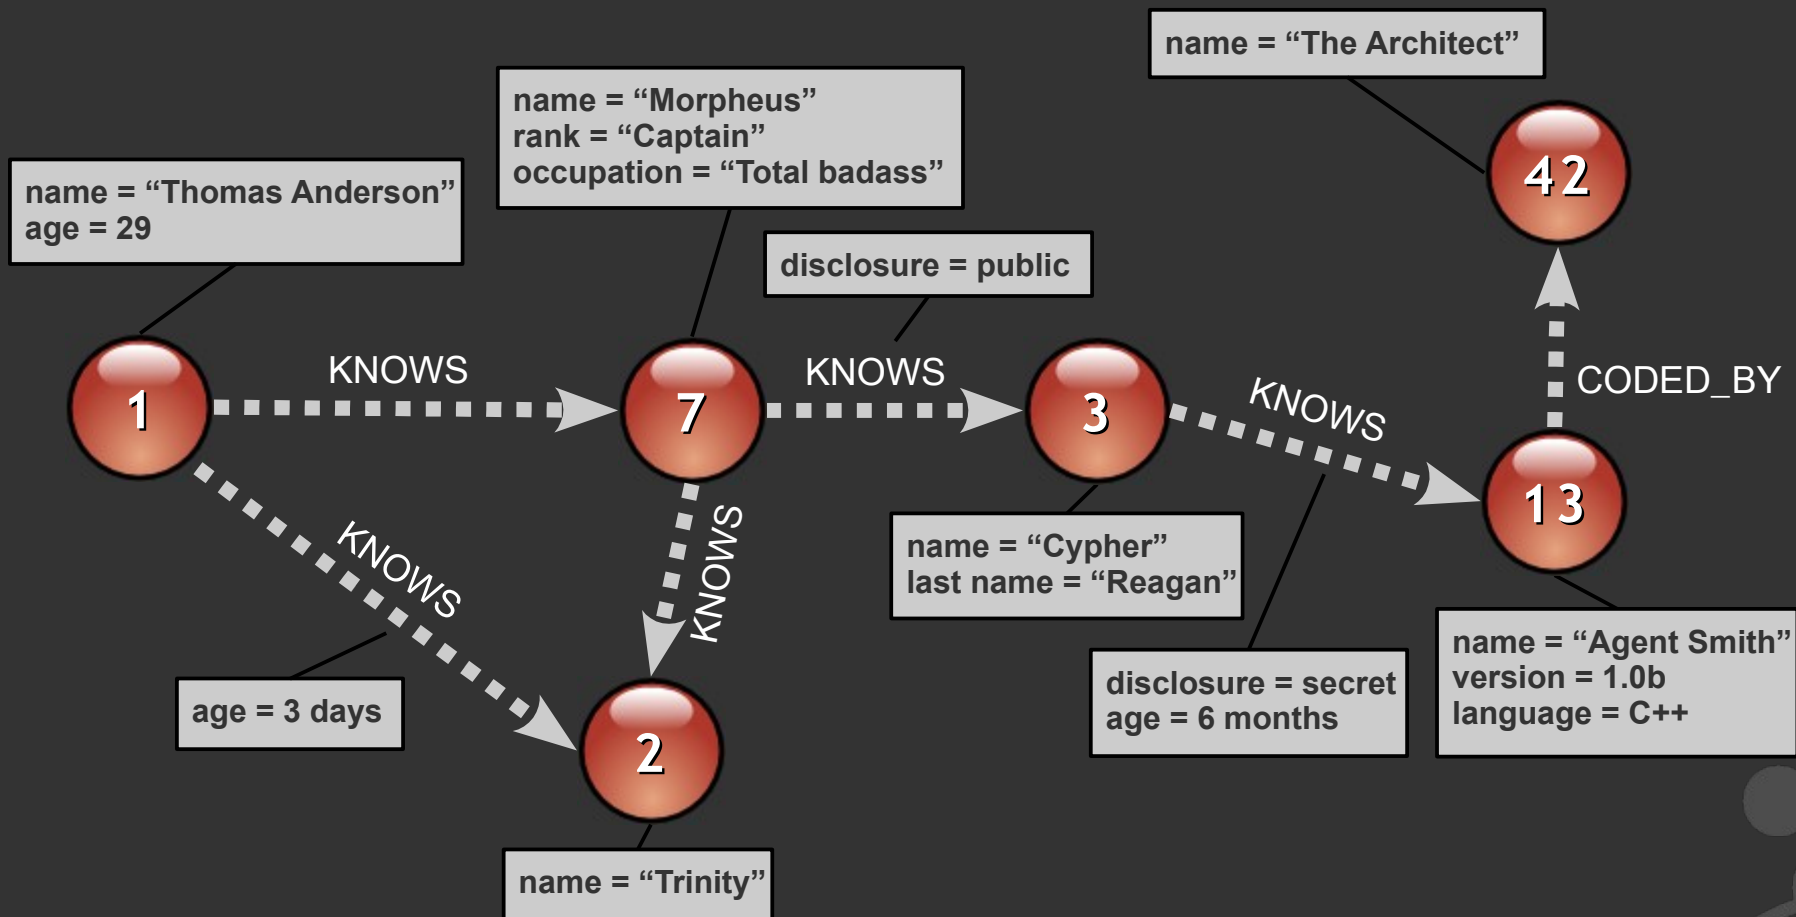 name = “The Architect”
name = “Morpheus”
rank = “Captain”
occupation = “Total badass”
42
name = “Thomas Anderson”
age = 29
disclosure = public
1
KNOWS
7
KNOWS
3
KNOWS
CODED_BY
13
KNOWS
KNOWS
name = “Cypher”
last name = “Reagan”
age = 3 days
2
disclosure = secret
age = 6 months
name = “Agent Smith”
version = 1.0b
language = C++
name = “Trinity”